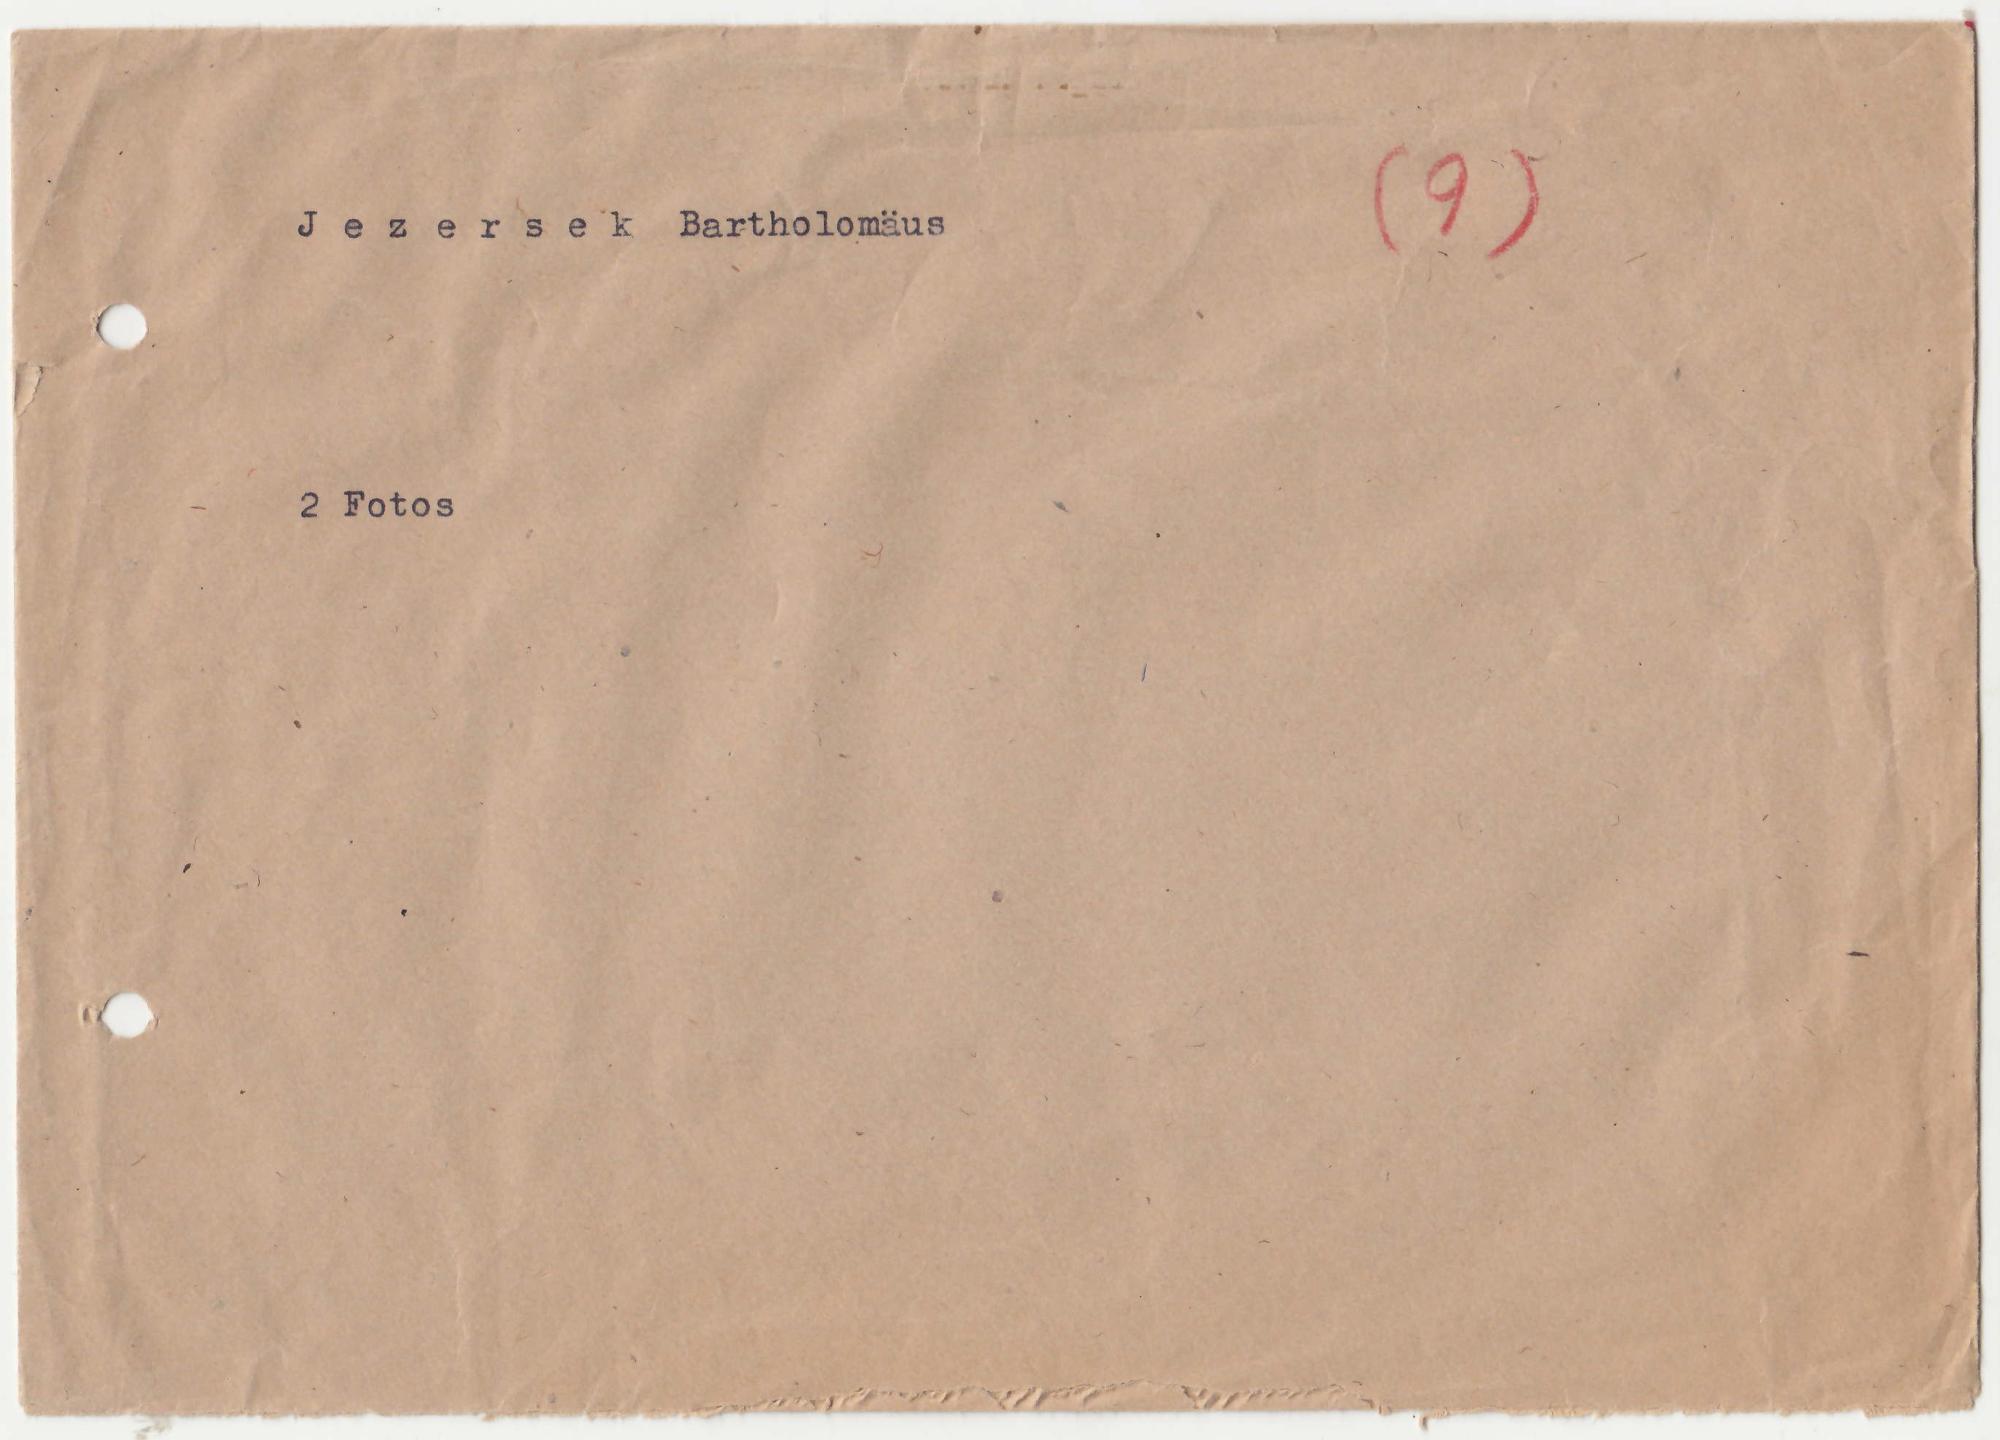 J e z e r s e k Bartholomäus
(9)
2 Fotos